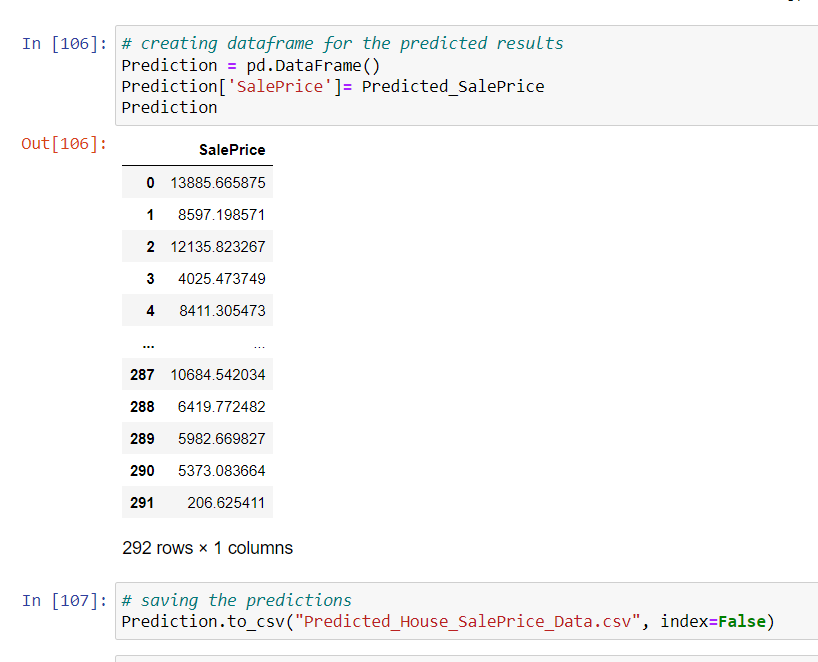 In [106]: # creating dataframe for the predicted results
Prediction = pd.DataFrame()
Prediction['SalePrice']= Predicted_SalePrice
Prediction
Out[106]:
SalePrice
0 13885.665875
1 8597.198571
2 12135.823267
3 4025.473749
4 8411.305473
... ...
287 10684.542034
288 6419.772482
289 5982.669827
290 5373.083664
291 206.625411
292 rows × 1 columns
In [107]: # saving the predictions
Prediction.to_csv("Predicted_House_SalePrice_Data.csv", index=False)